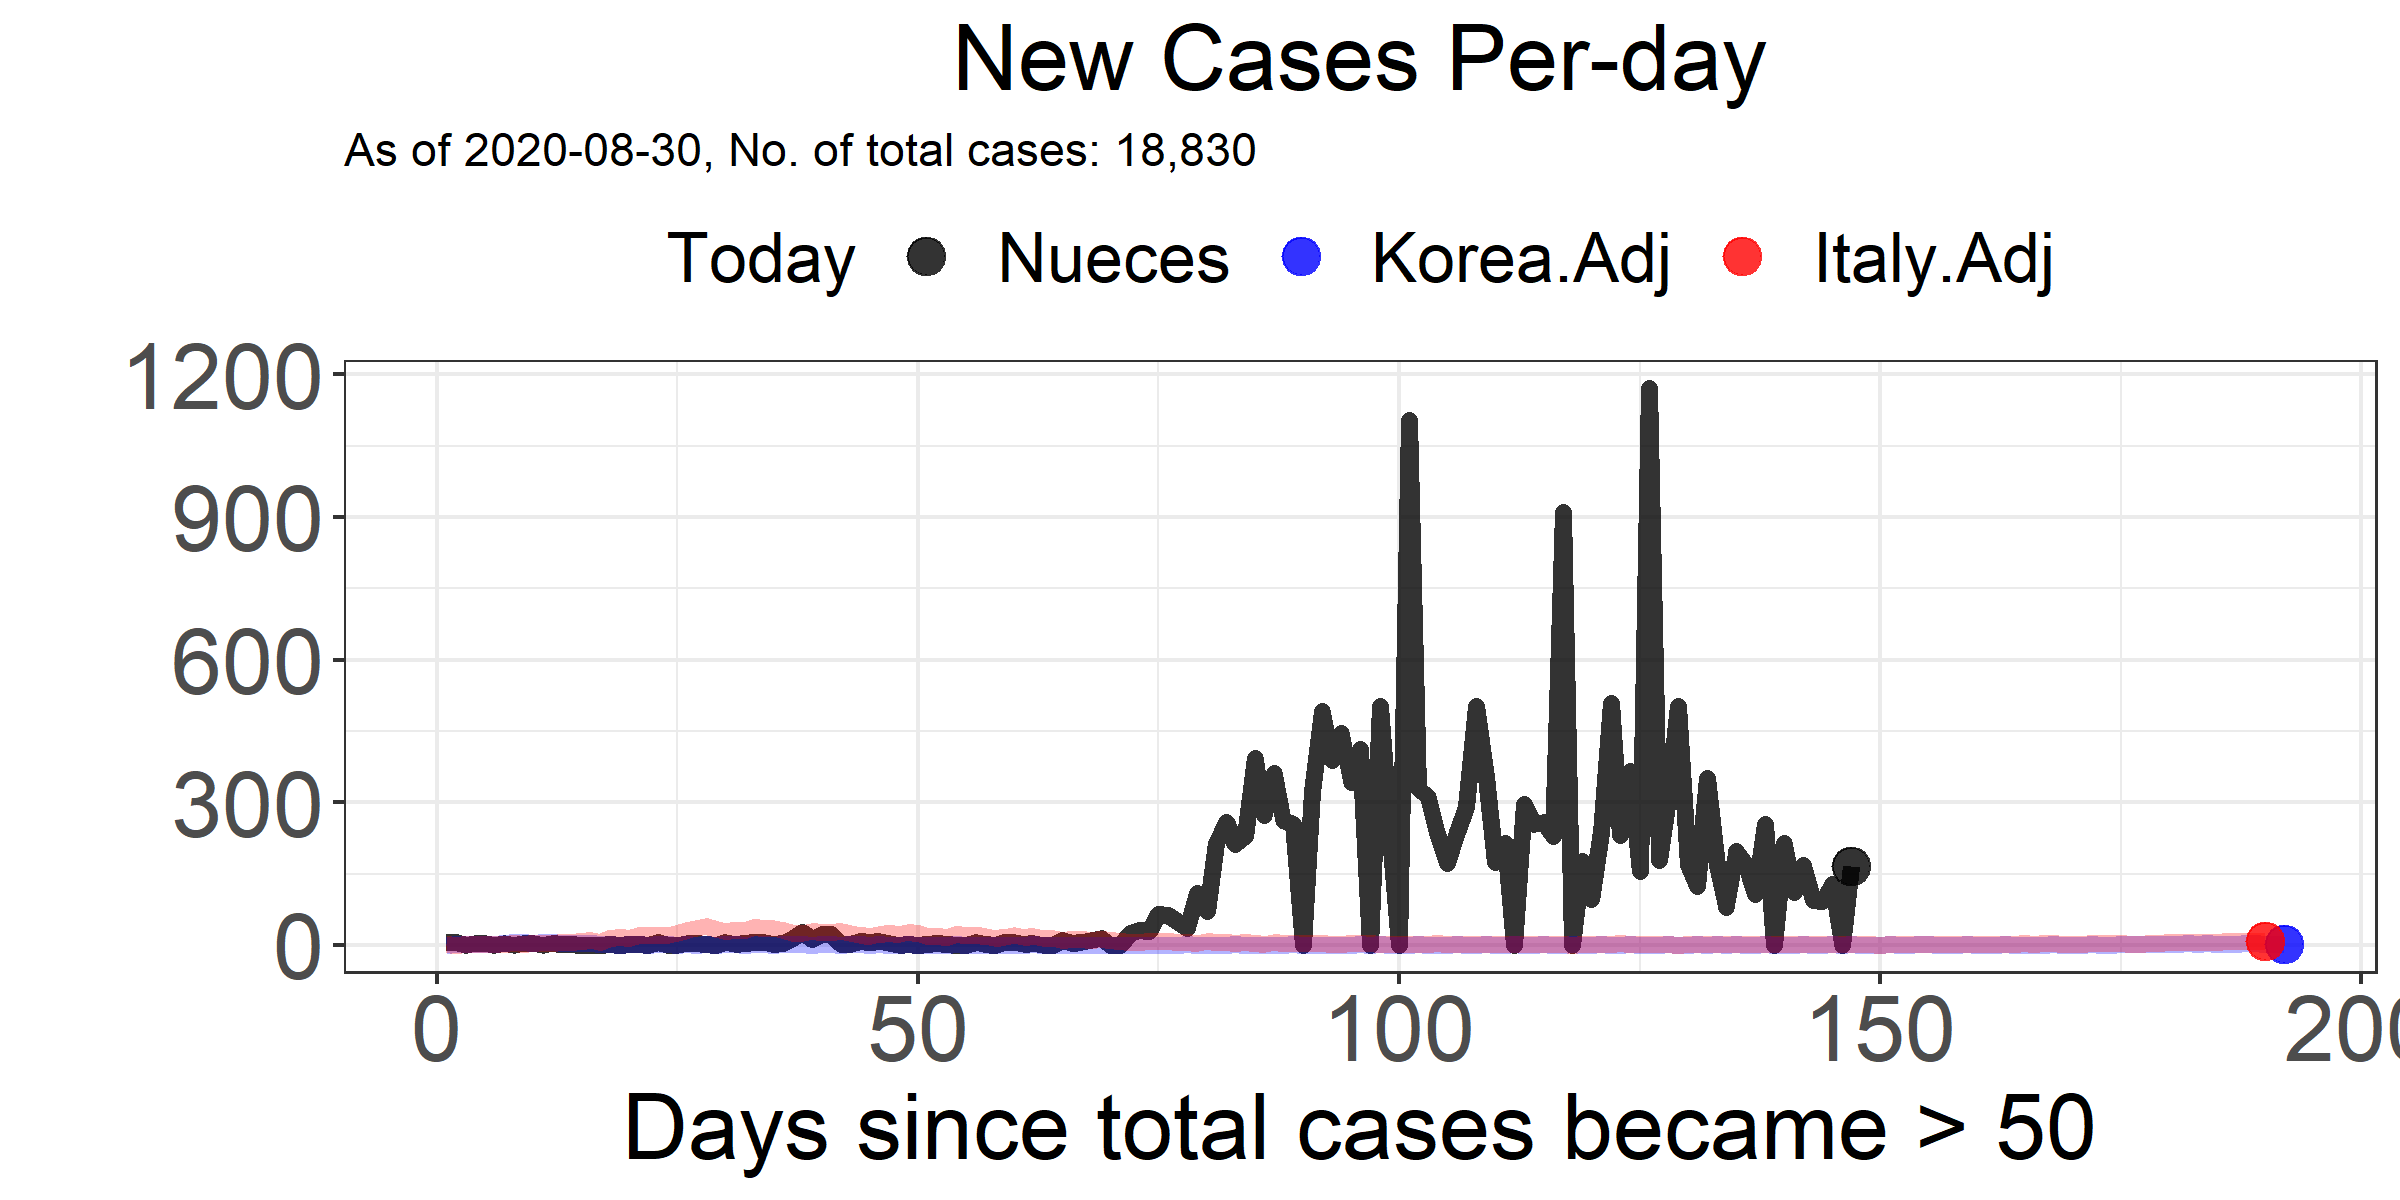 New Cases Per-day
As of 2020-08-30, No. of total cases: 18,830
Today Nueces Korea.Adj Italy.Adj
1200
900
600
300
0
0 50 100 150 200
Days since total cases became > 50